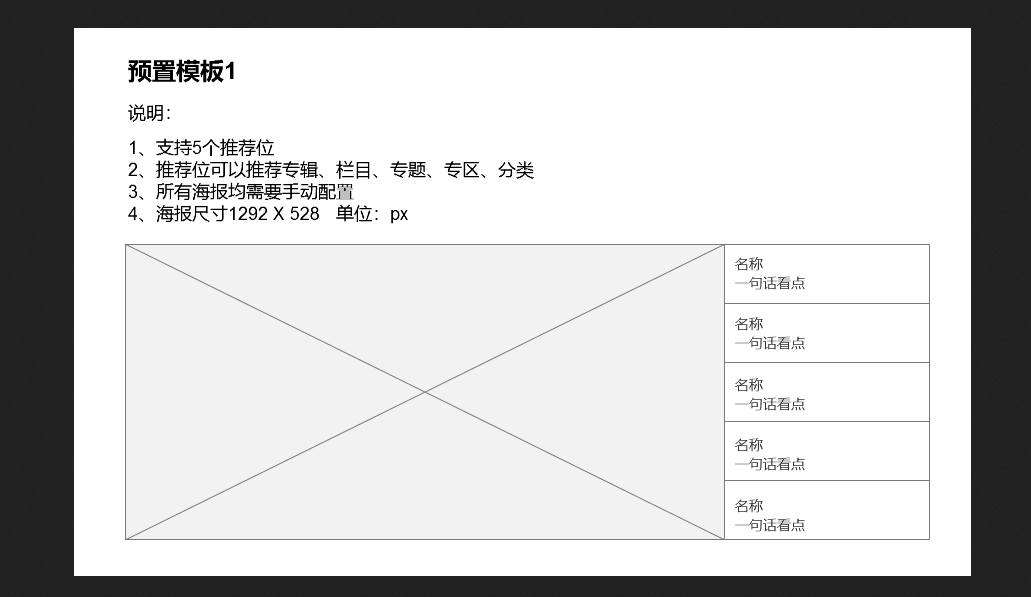 预置模板1
说明：
1、支持5个推荐位
2、推荐位可以推荐专辑、栏目、专题、专区、分类
3、所有海报均需要手动配置
4、海报尺寸1292 X 528 单位：px
名称
一句话看点
名称
一句话看点
名称
一句话看点
名称
一句话看点
名称
一句话看点